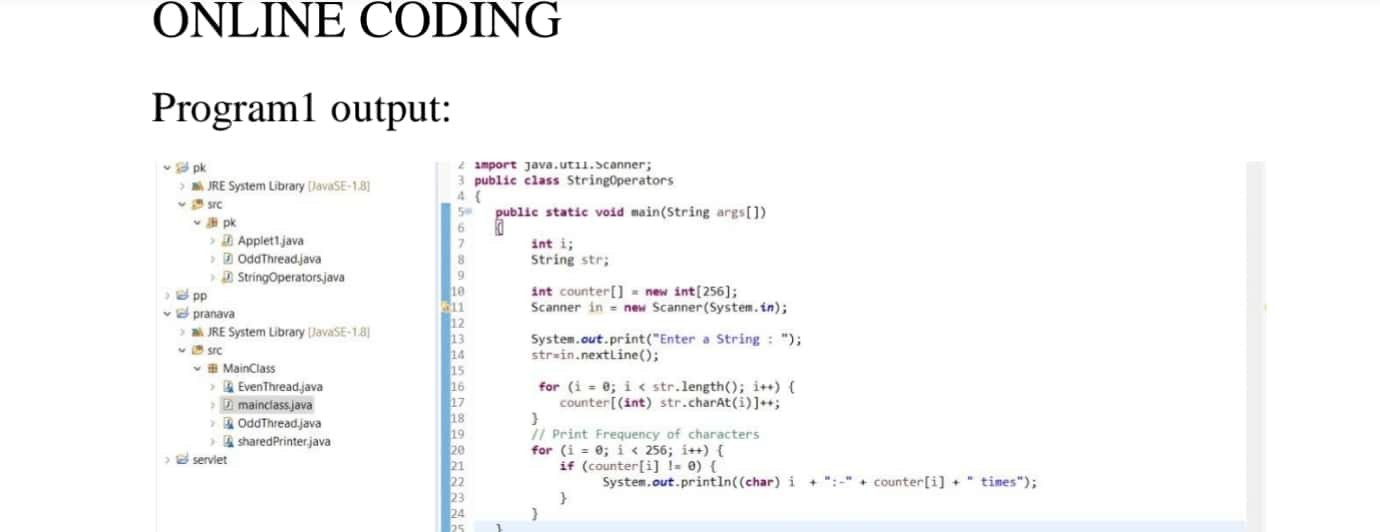 ONLINE CODING
Program1 output:
pk
JRE System Library [JavaSE-1.8]
src
pk
Applet1.java
OddThread.java
StringOperators.java
pp
pranava
JRE System Library [JavaSE-1.8]
src
MainClass
EvenThread.java
mainclass.java
OddThread.java
sharedPrinter.java
servlet
2 import java.util.Scanner;
3 public class StringOperators
4 {
5 public static void main(String args[])
6 {
7 int i;
8 String str;
9
10 int counter[] = new int[256];
11 Scanner in = new Scanner(System.in);
12
13 System.out.print("Enter a String : ");
14 str=in.nextLine();
15
16 for (i = 0; i < str.length(); i++) {
17 counter[(int) str.charAt(i)]++;
18 }
19 // Print Frequency of characters
20 for (i = 0; i < 256; i++) {
21 if (counter[i] != 0) {
22 System.out.println((char) i + ":-" + counter[i] + " times");
23 }
24 }
25 }